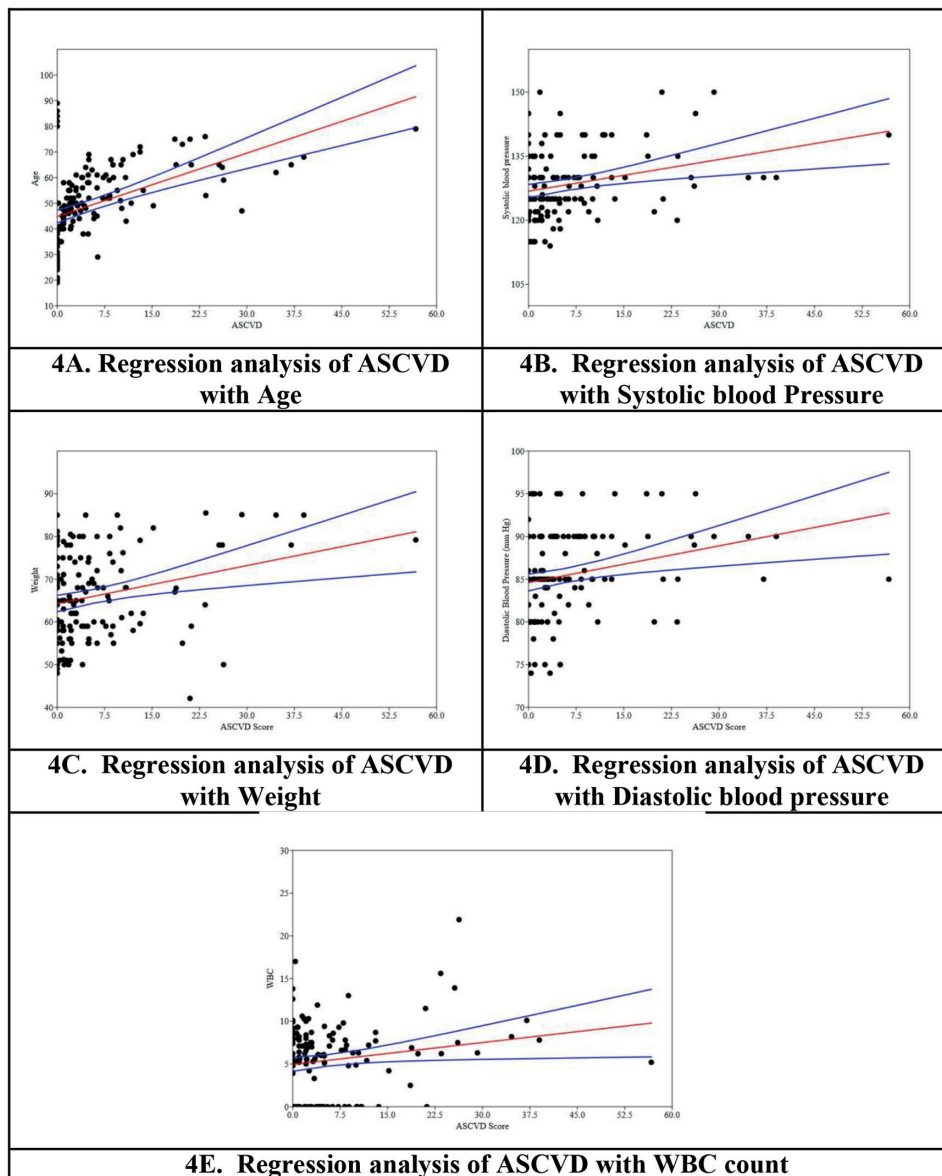 100
90
80
70
60
50
40
30
20
10
Age
0.0 7.5 15.0 22.5 30.0 37.5 45.0 52.5 60.0
ASCVD
150
135
120
105
Systolic blood pressure
0.0 7.5 15.0 22.5 30.0 37.5 45.0 52.5 60.0
ASCVD
4A. Regression analysis of ASCVD
with Age
4B. Regression analysis of ASCVD
with Systolic blood Pressure
90
80
70
60
50
40
Weight
0.0 7.5 15.0 22.5 30.0 37.5 45.0 52.5 60.0
ASCVD Score
100
95
90
85
80
75
70
Diastolic Blood Pressure (mm Hg)
0.0 7.5 15.0 22.5 30.0 37.5 45.0 52.5 60.0
ASCVD Score
4C. Regression analysis of ASCVD
with Weight
4D. Regression analysis of ASCVD
with Diastolic blood pressure
30
25
20
15
10
5
0
WBC
0.0 7.5 15.0 22.5 30.0 37.5 45.0 52.5 60.0
ASCVD Score
4E. Regression analysis of ASCVD with WBC count